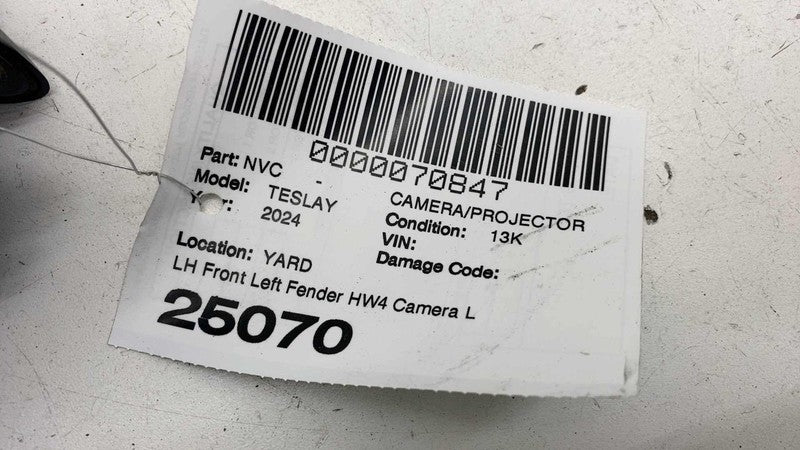 0000070847
Part: NVC - CAMERA/PROJECTOR
Model: TESLAY Condition: 13K
2024 VIN:
Location: YARD Damage Code:
LH Front Left Fender HW4 Camera L
25070